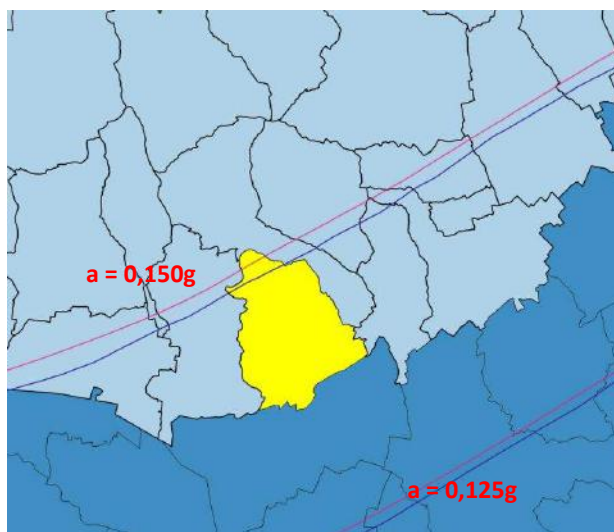 a = 0,150g
a = 0,125g